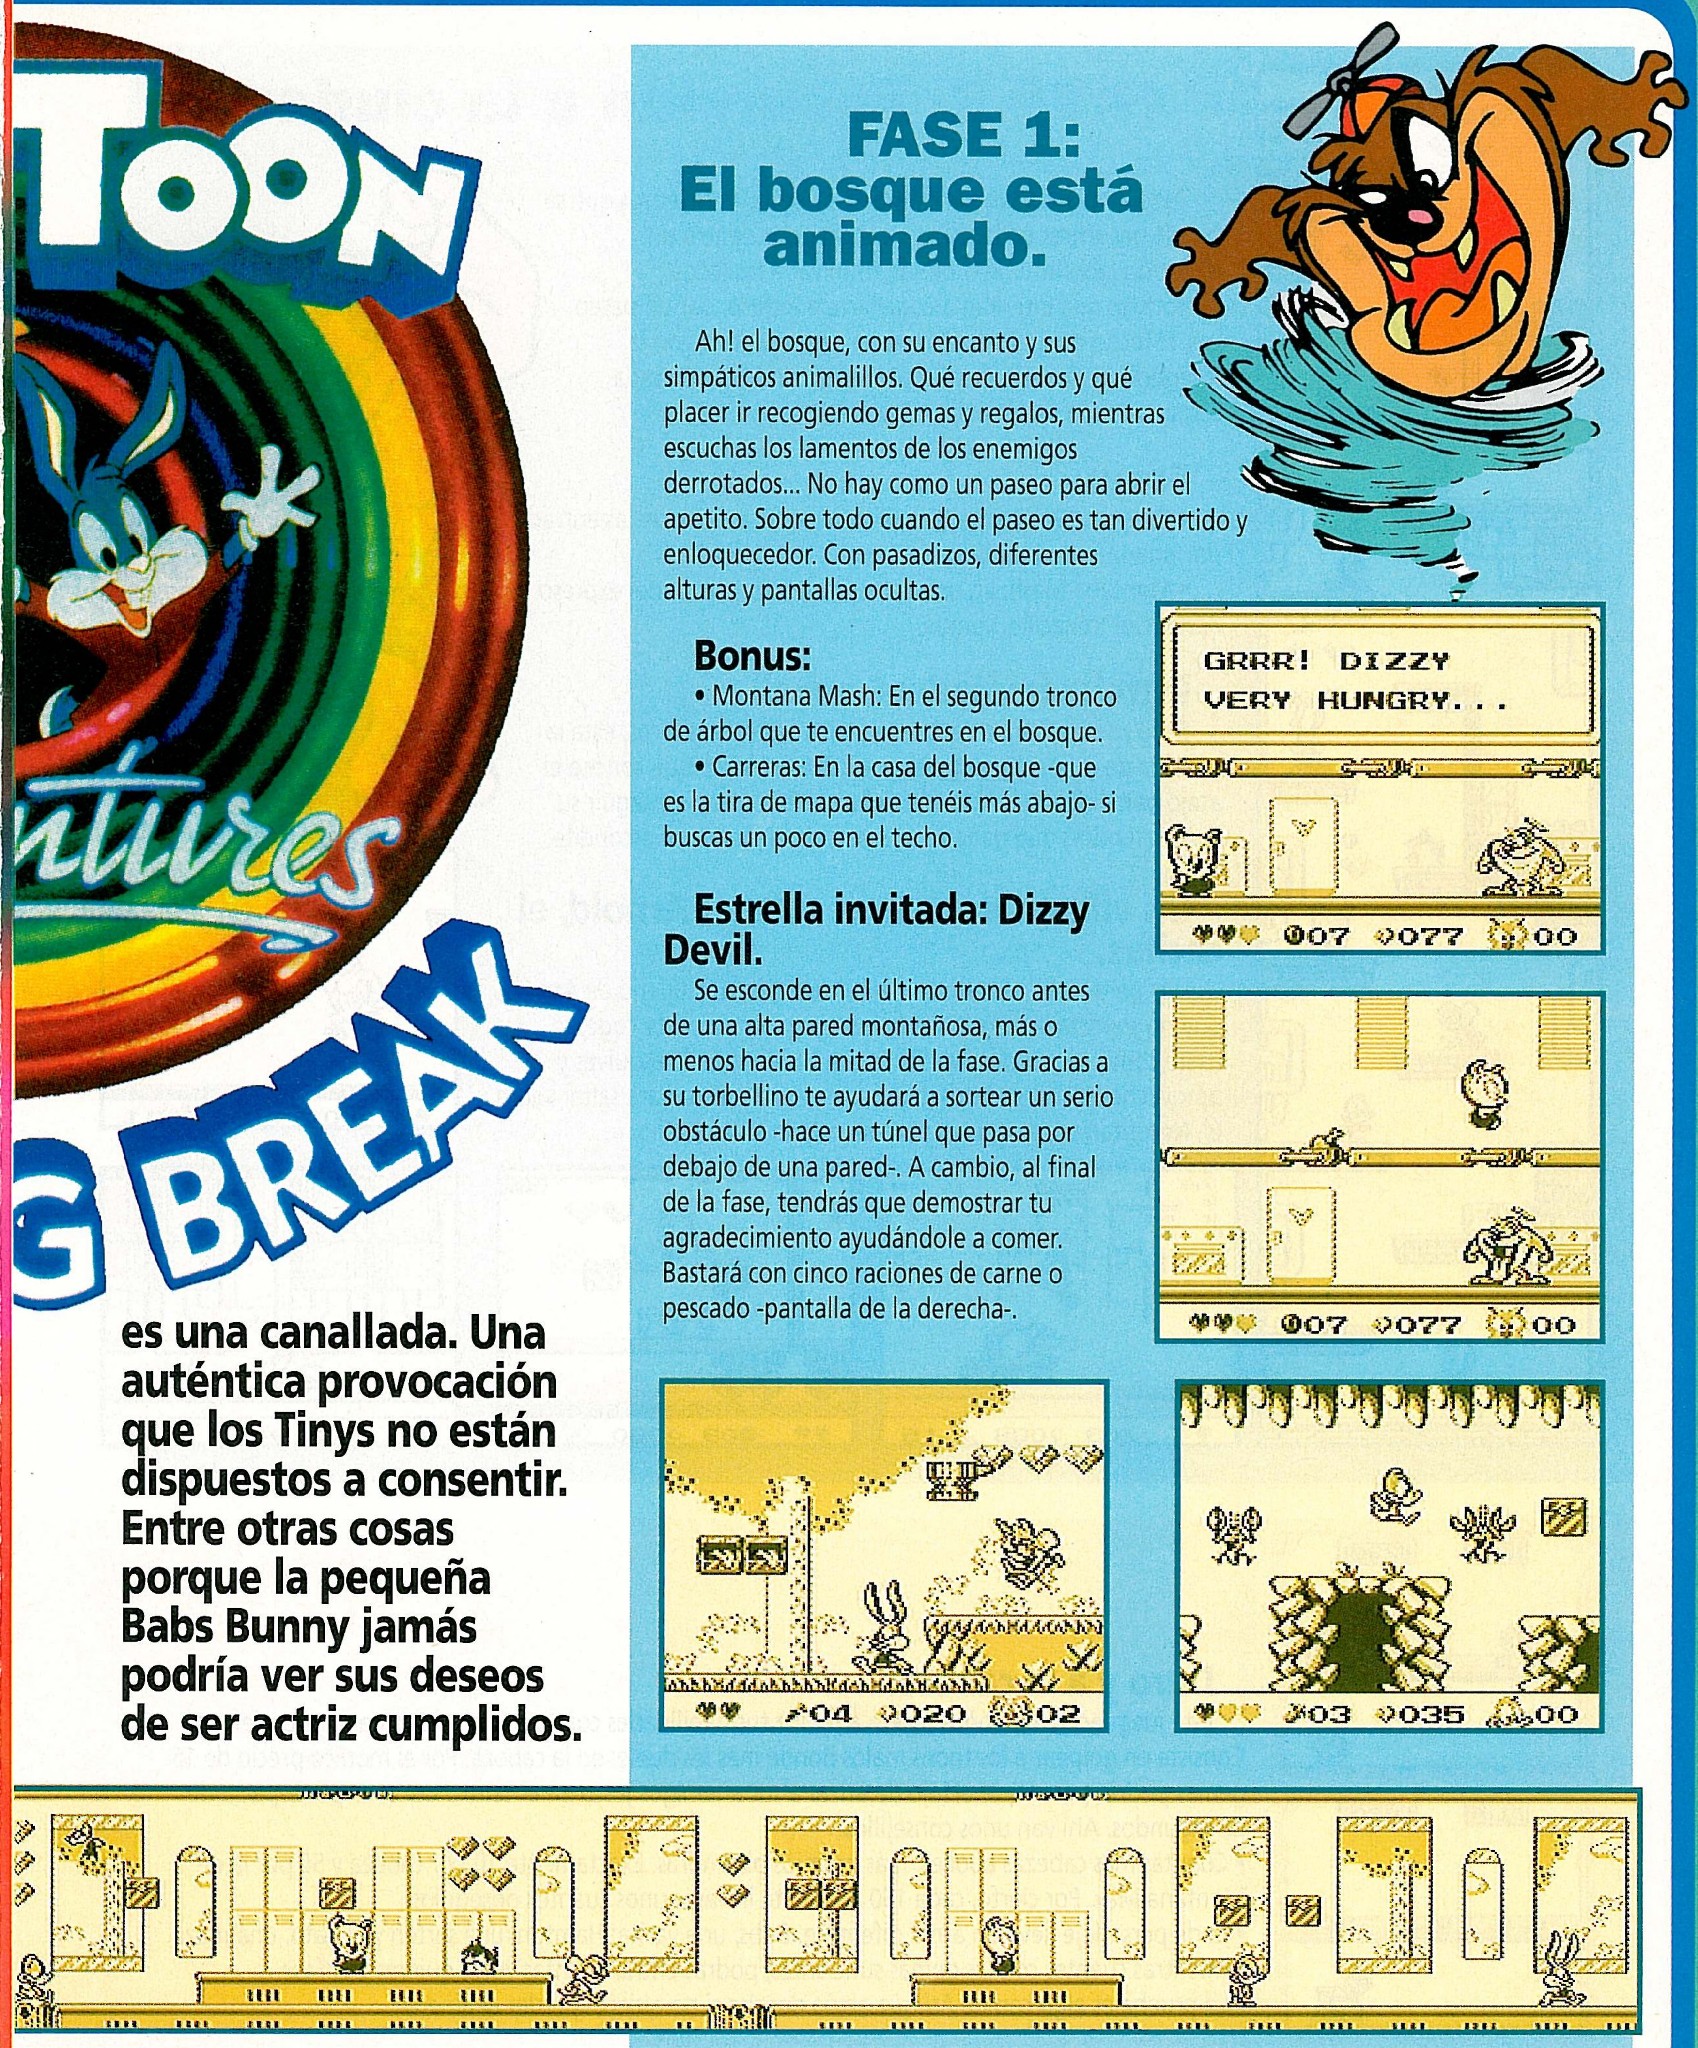 TOON
ntures
G BREAK
es una canallada. Una
auténtica provocación
que los Tinys no están
dispuestos a consentir.
Entre otras cosas
porque la pequeña
Babs Bunny jamás
podría ver sus deseos
de ser actriz cumplidos.
FASE 1:
El bosque está
animado.
Ah! el bosque, con su encanto y sus
simpáticos animalillos. Qué recuerdos y qué
placer ir recogiendo gemas y regalos, mientras
escuchas los lamentos de los enemigos
derrotados... No hay como un paseo para abrir el
apetito. Sobre todo cuando el paseo es tan divertido y
enloquecedor. Con pasadizos, diferentes
alturas y pantallas ocultas.
Bonus:
• Montana Mash: En el segundo tronco
de árbol que te encuentres en el bosque.
• Carreras: En la casa del bosque -que
es la tira de mapa que tenéis más abajo- si
buscas un poco en el techo.
Estrella invitada: Dizzy
Devil.
Se esconde en el último tronco antes
de una alta pared montañosa, más o
menos hacia la mitad de la fase. Gracias a
su torbellino te ayudará a sortear un serio
obstáculo -hace un túnel que pasa por
debajo de una pared-. A cambio, al final
de la fase, tendrás que demostrar tu
agradecimiento ayudándole a comer.
Bastará con cinco raciones de carne o
pescado -pantalla de la derecha-.
GRRR! DIZZY
VERY HUNGRY...
07 077 00
07 077 00
04 020 02
03 035 00